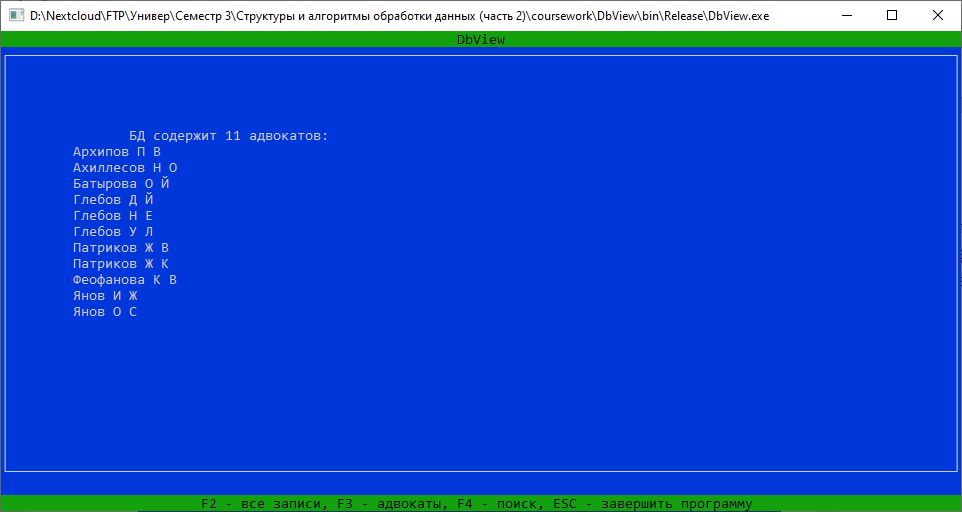 D:\Nextcloud\FTP\Универ\Семестр 3\Структуры и алгоритмы обработки данных (часть 2)\coursework\DbView\bin\Release\DbView.exe
DbView
БД содержит 11 адвокатов:
Архипов П В
Ахиллесов Н О
Батырова О Й
Глебов Д Й
Глебов Н Е
Глебов У Л
Патриков Ж В
Патриков Ж К
Феофанова К В
Янов И Ж
Янов О С
F2 - все записи, F3 - адвокаты, F4 - поиск, ESC - завершить программу